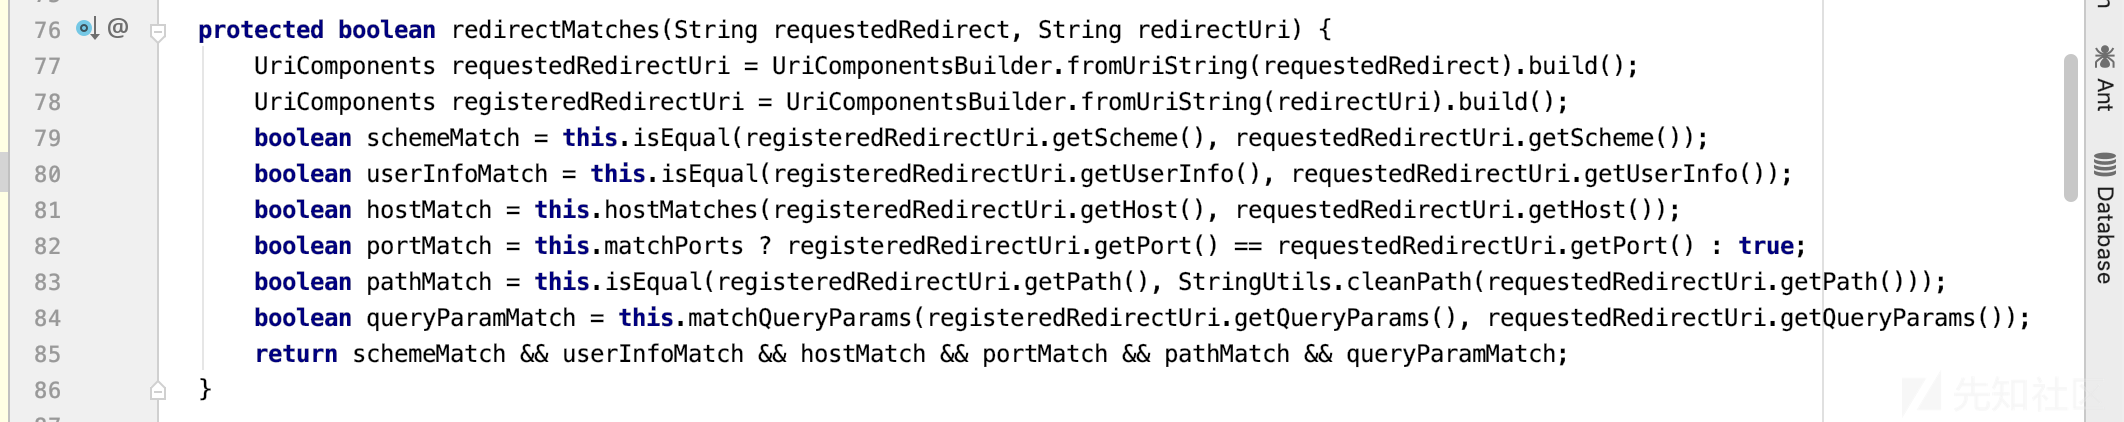 76 @ protected boolean redirectMatches(String requestedRedirect, String redirectUri) {
77 UriComponents requestedRedirectUri = UriComponentsBuilder.fromUriString(requestedRedirect).build();
78 UriComponents registeredRedirectUri = UriComponentsBuilder.fromUriString(redirectUri).build();
79 boolean schemeMatch = this.isEqual(registeredRedirectUri.getScheme(), requestedRedirectUri.getScheme());
80 boolean userInfoMatch = this.isEqual(registeredRedirectUri.getUserInfo(), requestedRedirectUri.getUserInfo());
81 boolean hostMatch = this.hostMatches(registeredRedirectUri.getHost(), requestedRedirectUri.getHost());
82 boolean portMatch = this.matchPorts ? registeredRedirectUri.getPort() == requestedRedirectUri.getPort() : true;
83 boolean pathMatch = this.isEqual(registeredRedirectUri.getPath(), StringUtils.cleanPath(requestedRedirectUri.getPath()));
84 boolean queryParamMatch = this.matchQueryParams(registeredRedirectUri.getQueryParams(), requestedRedirectUri.getQueryParams());
85 return schemeMatch && userInfoMatch && hostMatch && portMatch && pathMatch && queryParamMatch;
86 }
Ant
Database
先知社区